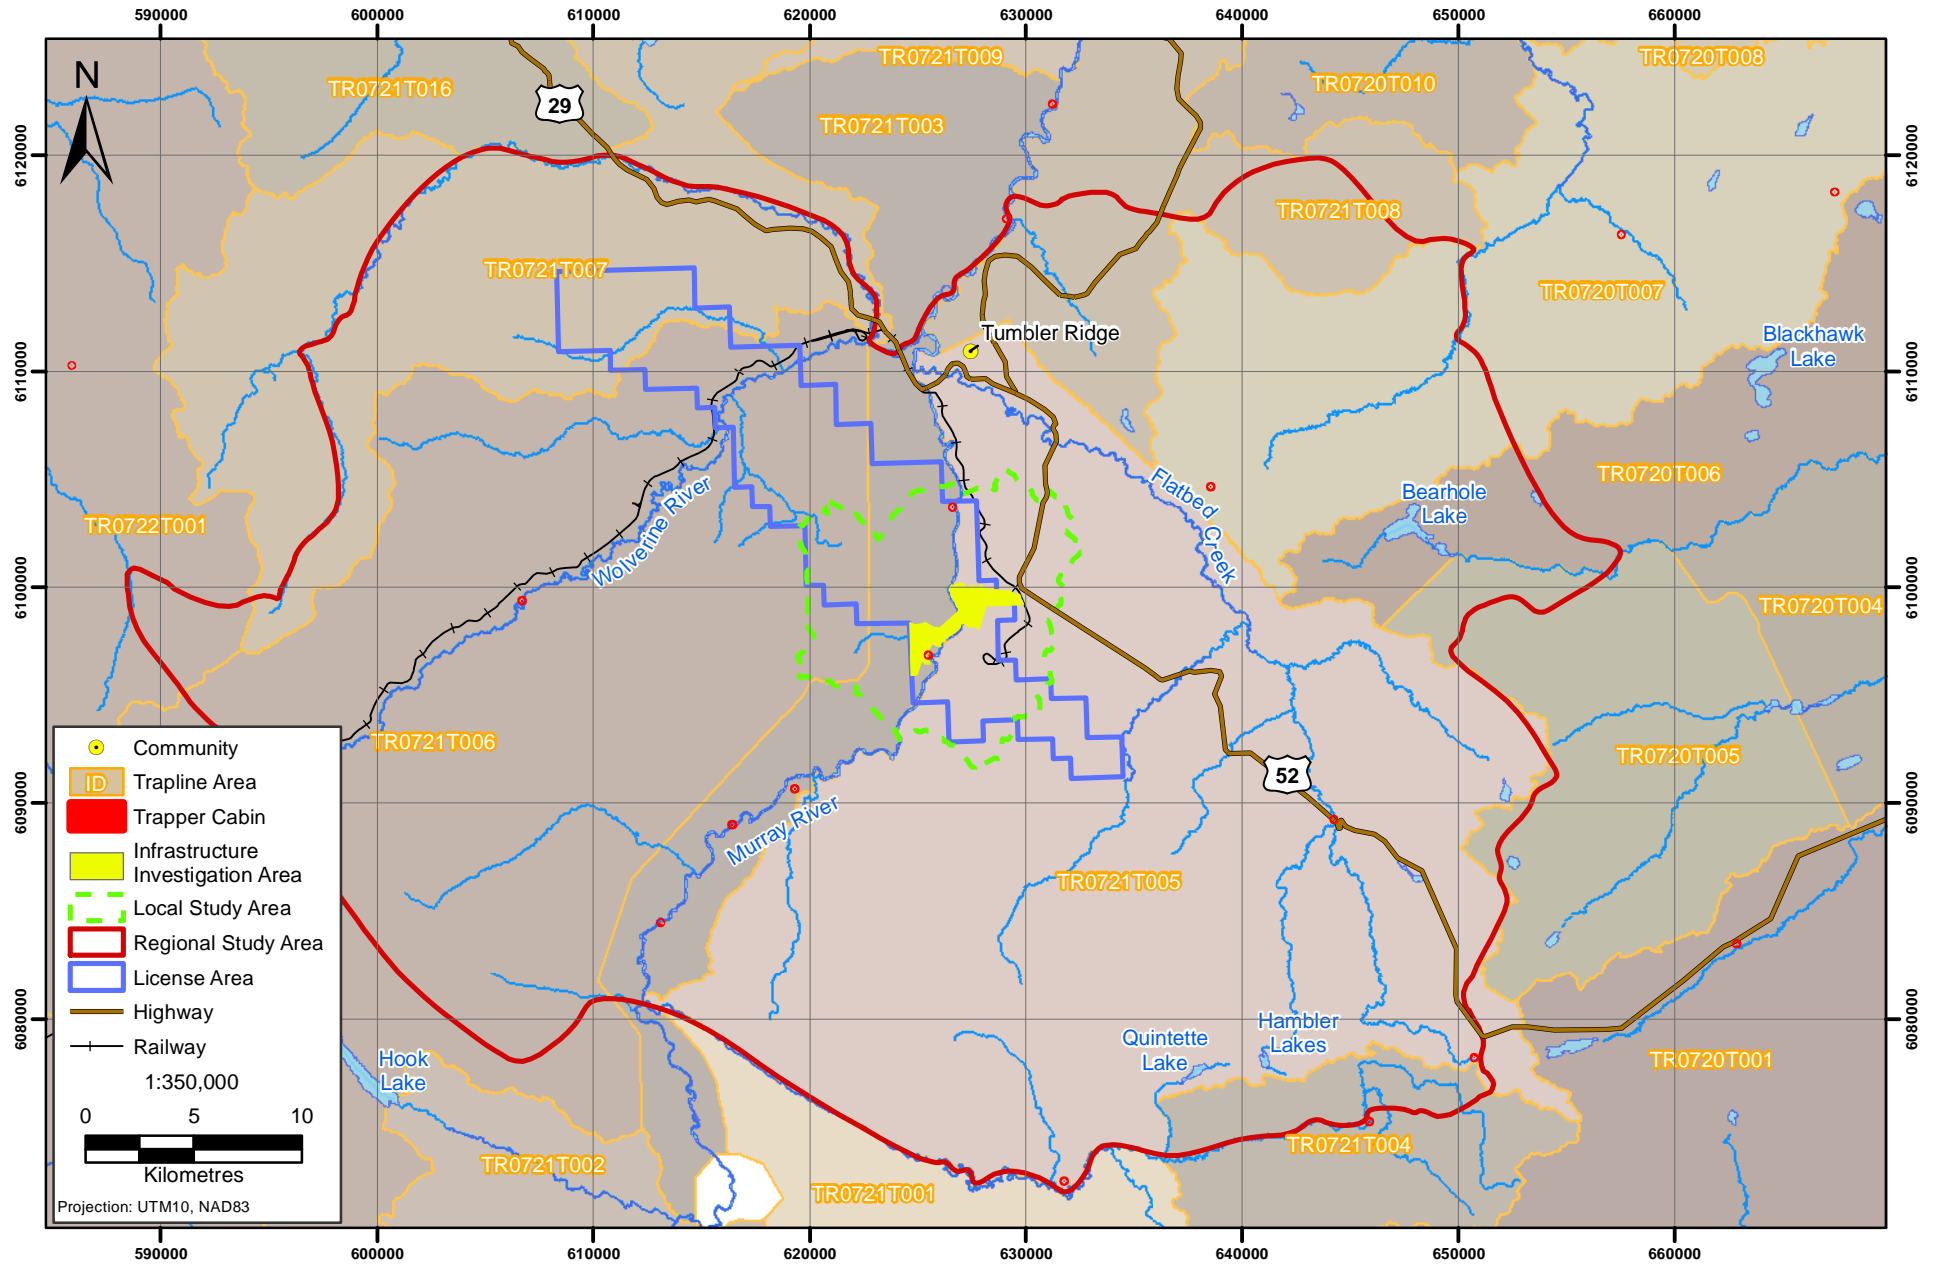 590000
600000
610000
620000
630000
640000
650000
660000
N
29
TR0721T016
TR0721T009
TR0721T003
TR0720T010
TR0720T008
6120000
6120000
TR0721T008
TR0721T007
TR0720T007
Tumbler Ridge
Blackhawk
Lake
6110000
6110000
TR0720T006
Bearhole
Lake
TR0722T001
Wolverine River
Flatbed Creek
6100000
6100000
TR0720T004
TR0721T006
TR0720T005
52
6090000
6090000
Murray River
TR0721T005
Community
ID
Trapline Area
Trapper Cabin
Infrastructure
Investigation Area
Local Study Area
Regional Study Area
License Area
Highway
Railway
1:350,000
0
5
10
Kilometres
Projection: UTM10, NAD83
6080000
6080000
Hook
Lake
Quintette
Lake
Hambler
Lakes
TR0720T001
TR0721T002
TR0721T001
TR0721T004
590000
600000
610000
620000
630000
640000
650000
660000